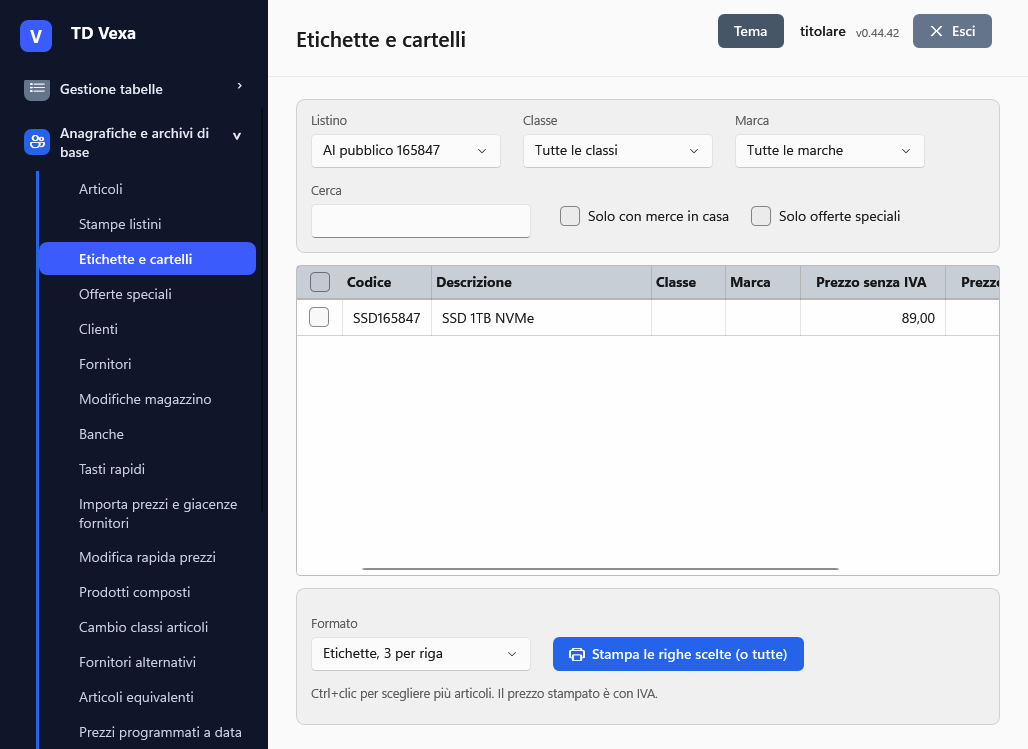 V
TD Vexa
Gestione tabelle
Anagrafiche e archivi di
base
Articoli
Stampe listini
Etichette e cartelli
Offerte speciali
Clienti
Fornitori
Modifiche magazzino
Banche
Tasti rapidi
Importa prezzi e giacenze
fornitori
Modifica rapida prezzi
Prodotti composti
Cambio classi articoli
Fornitori alternativi
Articoli equivalenti
Prezzi programmati a data
Etichette e cartelli
Tema
titolare
v0.44.42
Esci
Listino
Classe
Marca
Al pubblico 165847
Tutte le classi
Tutte le marche
Cerca
Solo con merce in casa
Solo offerte speciali
Codice Descrizione Classe Marca Prezzo senza IVA Prezzo
SSD165847 SSD 1TB NVMe 89,00
Formato
Etichette, 3 per riga
Stampa le righe scelte (o tutte)
Ctrl+clic per scegliere più articoli. Il prezzo stampato è con IVA.